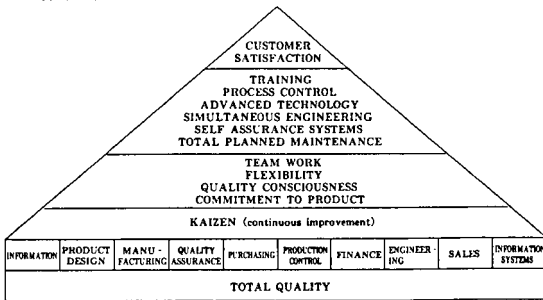 CUSTOMER
SATISFACTION
TRAINING
PROCESS CONTROL
ADVANCED TECHNOLOGY
SIMULTANEOUS ENGINEERING
SELF ASSURANCE SYSTEMS
TOTAL PLANNED MAINTENANCE
TEAM WORK
FLEXIBILITY
QUALITY CONSCIOUSNESS
COMMITMENT TO PRODUCT
KAIZEN (continuous improvement)
INFORMATION
PRODUCT
DESIGN
MANU -
FACTURING
QUALITY
ASSURANCE
PURCHASING
PRODUCTION
CONTROL
FINANCE
ENGINEER -
ING
SALES
INFORMATION
SYSTEMS
TOTAL QUALITY